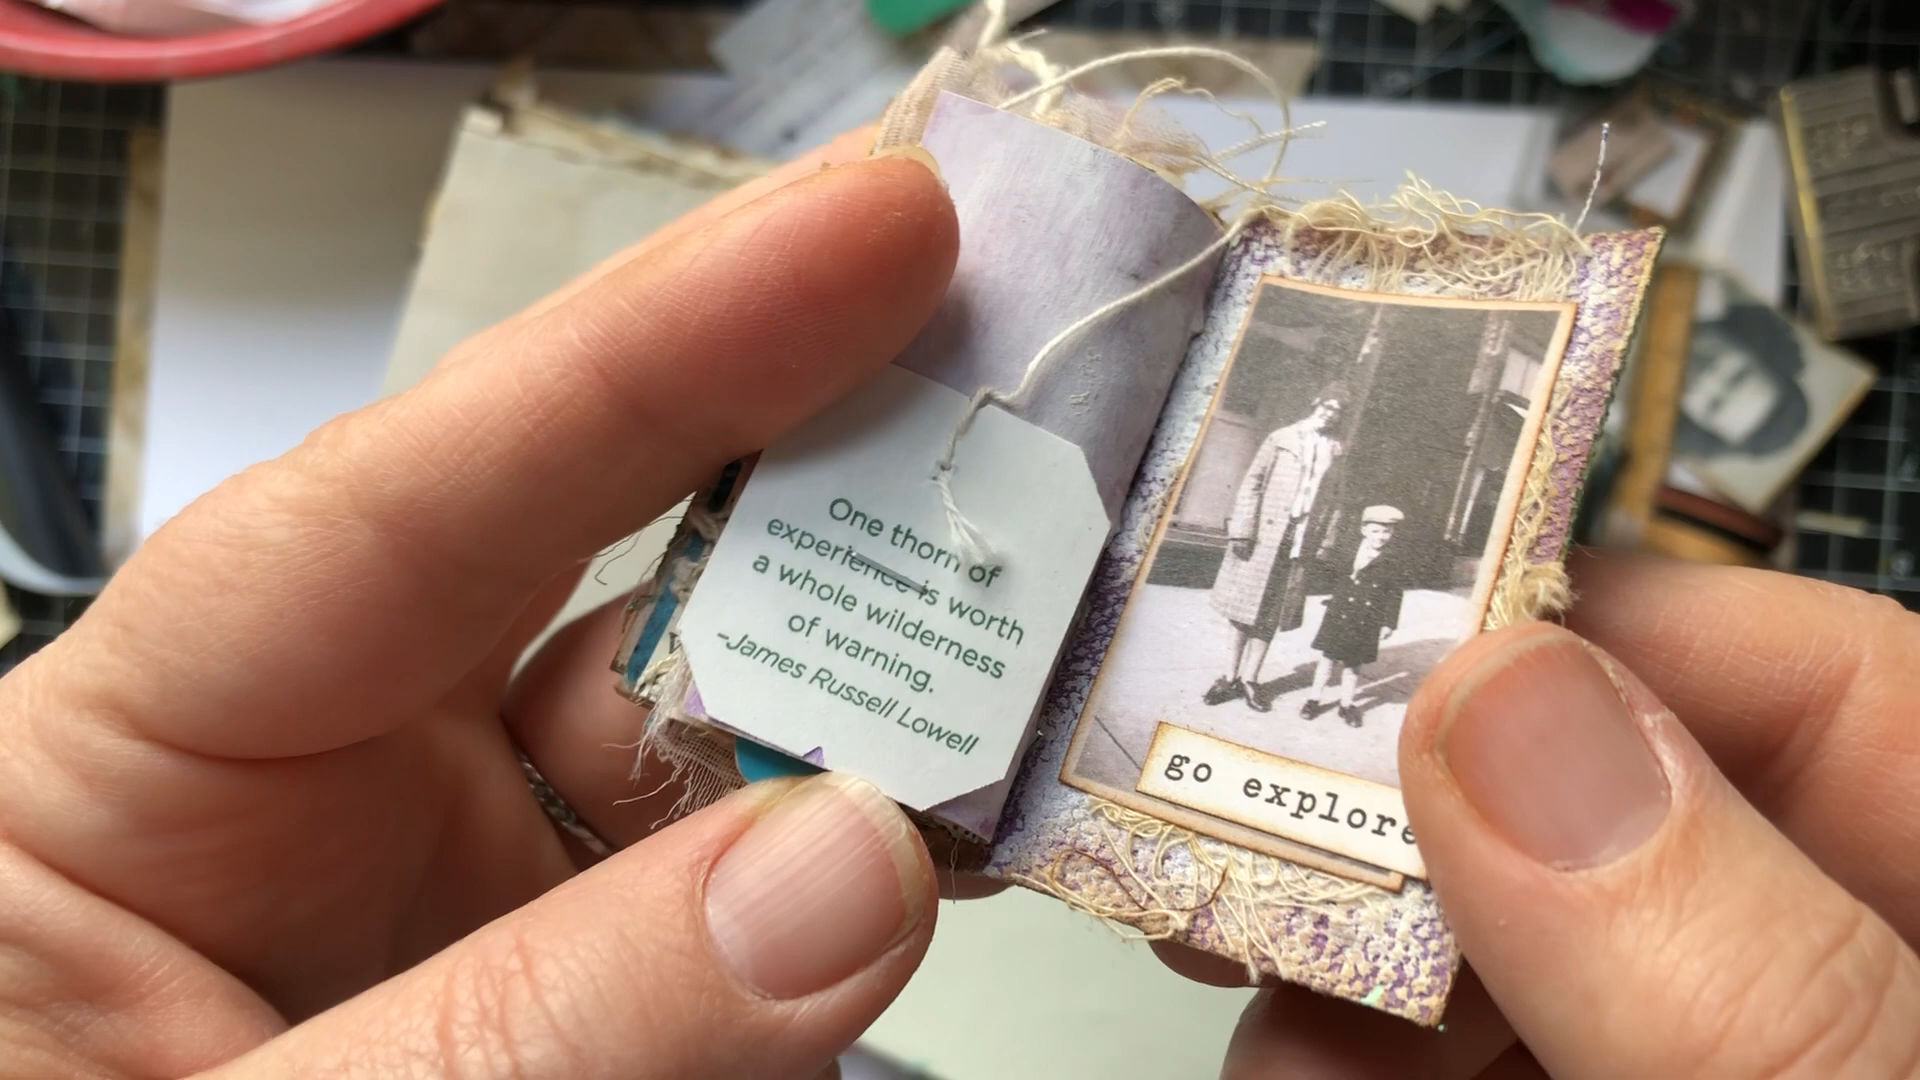 One thorn of
experience is worth
a whole wilderness
of warning.
-James Russell Lowell
go explore